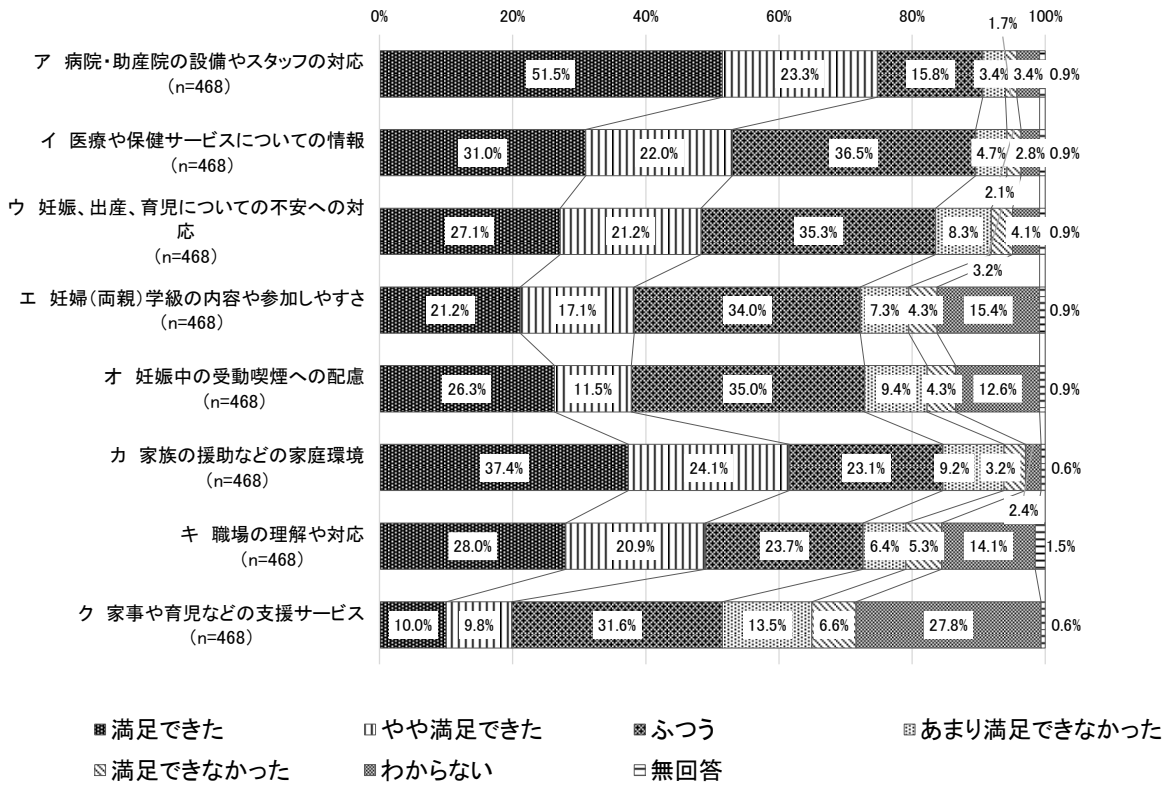 0% 20% 40% 60% 80% 100%
1.7%
ア 病院・助産院の設備やスタッフの対応
(n=468)
51.5% 23.3% 15.8% 3.4% 3.4% 0.9%
イ 医療や保健サービスについての情報
(n=468)
31.0% 22.0% 36.5% 4.7% 2.8% 0.9%
2.1%
ウ 妊娠、出産、育児についての不安への対
応
(n=468)
27.1% 21.2% 35.3% 8.3% 4.1% 0.9%
3.2%
エ 妊婦(両親)学級の内容や参加しやすさ
(n=468)
21.2% 17.1% 34.0% 7.3% 4.3% 15.4% 0.9%
オ 妊娠中の受動喫煙への配慮
(n=468)
26.3% 11.5% 35.0% 9.4% 4.3% 12.6% 0.9%
カ 家族の援助などの家庭環境
(n=468)
37.4% 24.1% 23.1% 9.2% 3.2% 0.6%
2.4%
キ 職場の理解や対応
(n=468)
28.0% 20.9% 23.7% 6.4% 5.3% 14.1% 1.5%
ク 家事や育児などの支援サービス
(n=468)
10.0% 9.8% 31.6% 13.5% 6.6% 27.8% 0.6%
満足できた やや満足できた ふつう あまり満足できなかった
満足できなかった わからない 無回答